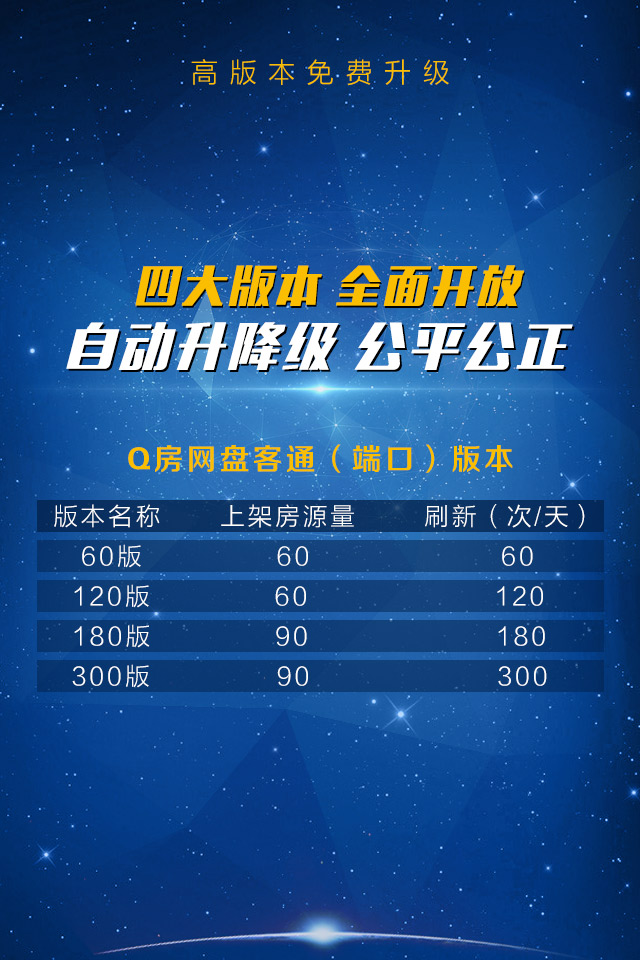 高版本免费升级
四大版本 全面开放
自动升降级 公平公正
Q房网盘客通（端口）版本
版本名称 上架房源量 刷新（次/天）
60版 60 60
120版 60 120
180版 90 180
300版 90 300